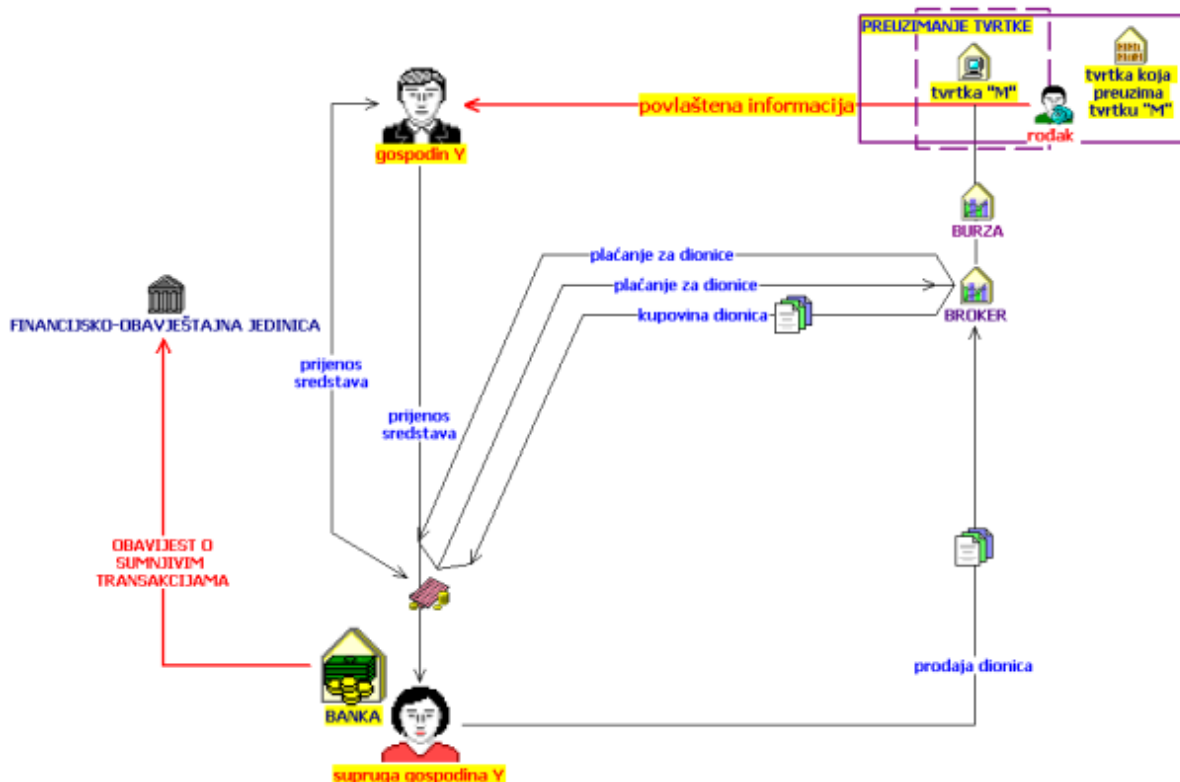 PREUZIMANJE TVRTKE
tvrtka "M"
tvrtka koja
preuzima
tvrtku "M"
povlaštena informacija
rođak
gospodin Y
BURZA
plaćanje za dionice
plaćanje za dionice
kupovina dionica
BROKER
FINANCIJSKO-OBAVJEŠTAJNA JEDINICA
prijenos
sredstava
prijenos
sredstava
OBAVIJEST O
SUMNJIVIM
TRANSAKCIJAMA
prodaja dionica
BANKA
supruga gospodina Y